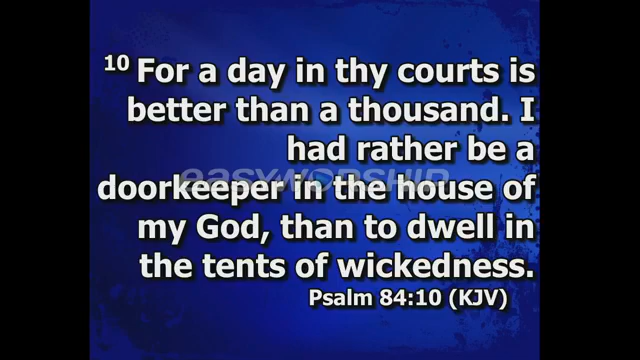 10 For a day in thy courts is
better than a thousand. I
had rather be a
doorkeeper in the house of
my God, than to dwell in
the tents of wickedness.
Psalm 84:10 (KJV)
easyworship